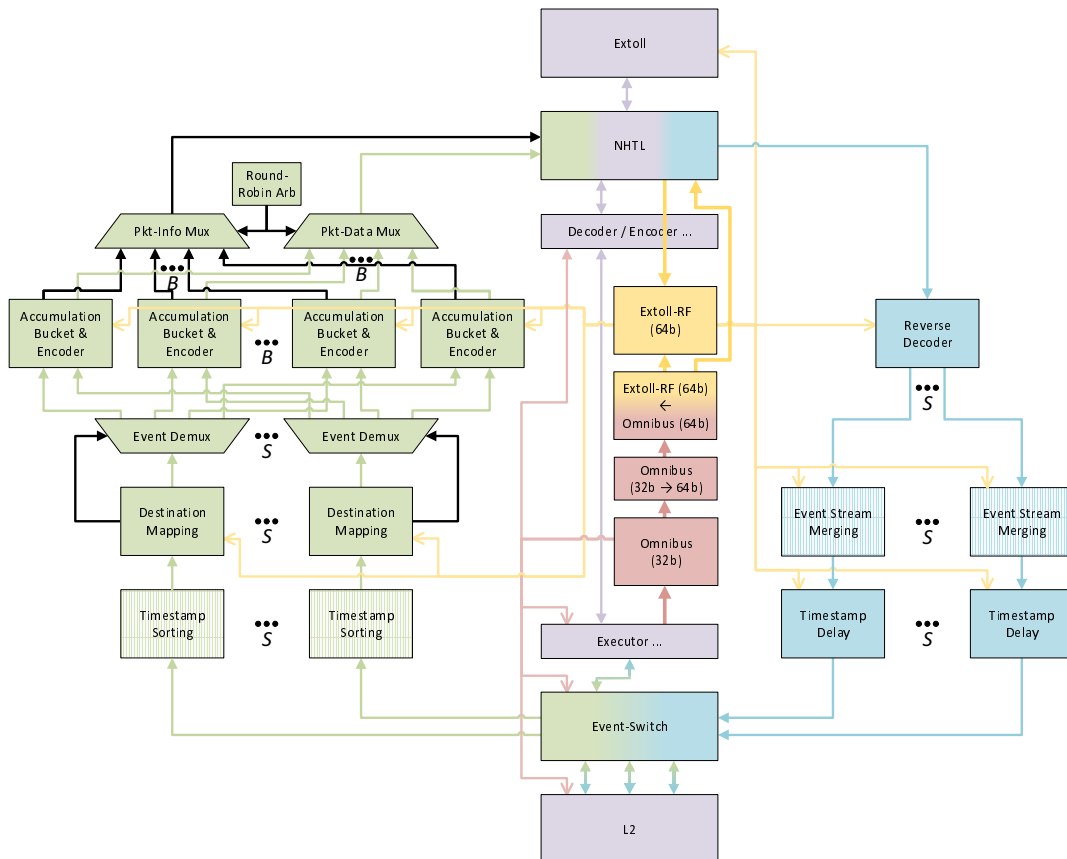 Extoll
NHTL
Round-
Robin Arb
Pkt-Info Mux
Pkt-Data Mux
Decoder / Encoder ...
B
B
Accumulation
Bucket &
Encoder
Accumulation
Bucket &
Encoder
B
Accumulation
Bucket &
Encoder
Accumulation
Bucket &
Encoder
Extoll-RF
(64b)
Reverse
Decoder
Extoll-RF (64b)
←
Omnibus (64b)
S
Event Demux
S
Event Demux
Omnibus
(32b → 64b)
Destination
Mapping
S
Destination
Mapping
Event Stream
Merging
S
Event Stream
Merging
Omnibus
(32b)
Timestamp
Sorting
S
Timestamp
Sorting
Executor ...
Timestamp
Delay
S
Timestamp
Delay
Event-Switch
L2